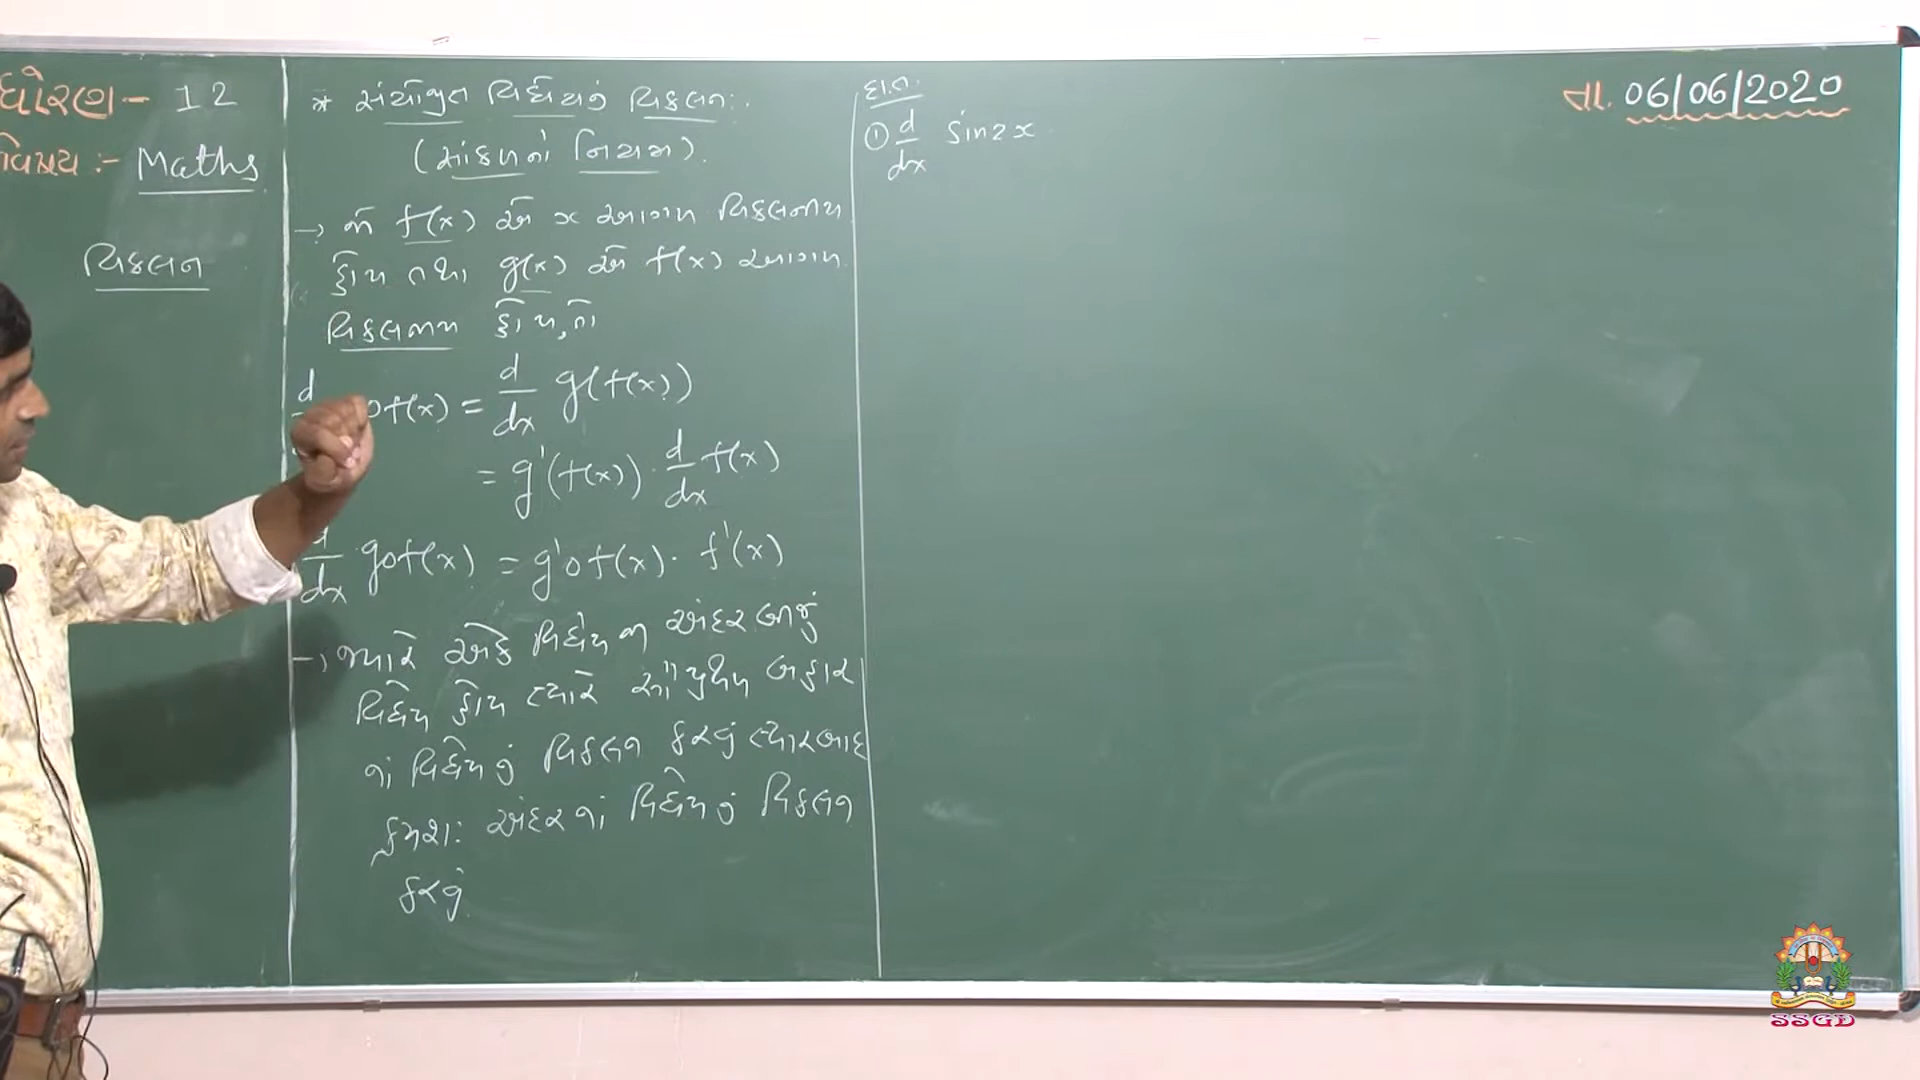 ધોરણ - 12
વિષય :- Maths
વિકલન
* સંયોજીત વિધેયનું વિકલન :.
(સાંકળનો નિયમ).
→ જો f(x) એ x આગળ વિકલનીય
હોય તથા g(x) એ f(x) આગળ
વિકલનીય હોય, તો
d of(x) = d/dx g(f(x))
= g'(f(x)) · d/dx f(x)
d/dx gof(x) = g'of(x) · f'(x)
→ જ્યારે એક વિધેયની અંદર બીજું
વિધેય હોય ત્યારે સૌ પ્રથમ બહાર
નાં વિધેયનું વિકલન કરવું ત્યારબાદ
ક્રમશ: અંદરનાં વિધેયનું વિકલન
કરવું
દા.ત.
① d/dx sin2x
તા. 06/06/2020
SSGD